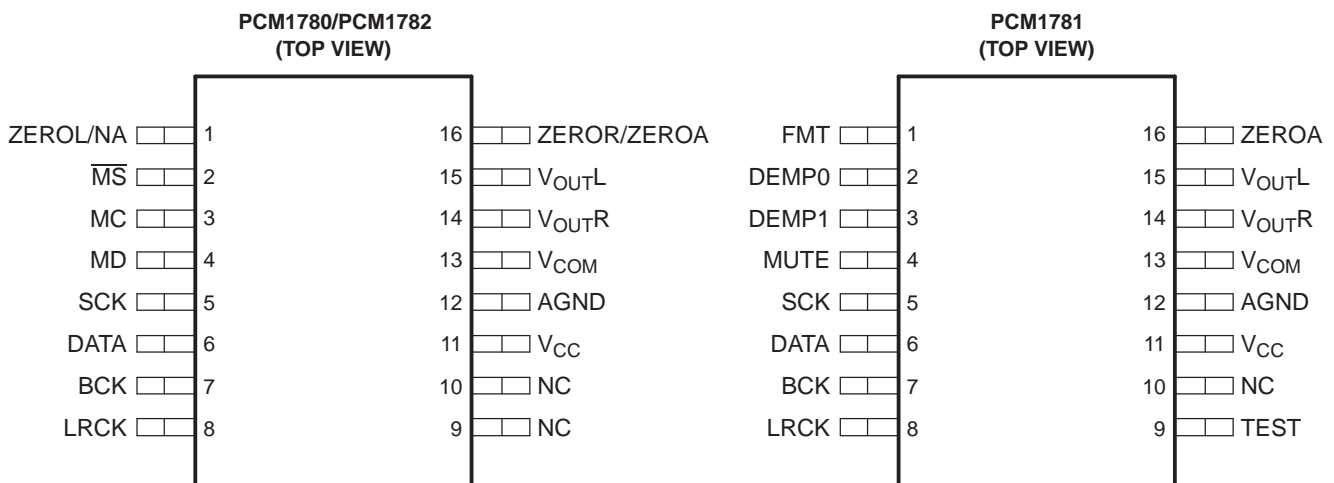 PCM1780/PCM1782
(TOP VIEW)
ZEROL/NA 1
M̅S̅ 2
MC 3
MD 4
SCK 5
DATA 6
BCK 7
LRCK 8
16 ZEROR/ZEROA
15 VOUTL
14 VOUTR
13 VCOM
12 AGND
11 VCC
10 NC
9 NC
PCM1781
(TOP VIEW)
FMT 1
DEMP0 2
DEMP1 3
MUTE 4
SCK 5
DATA 6
BCK 7
LRCK 8
16 ZEROA
15 VOUTL
14 VOUTR
13 VCOM
12 AGND
11 VCC
10 NC
9 TEST